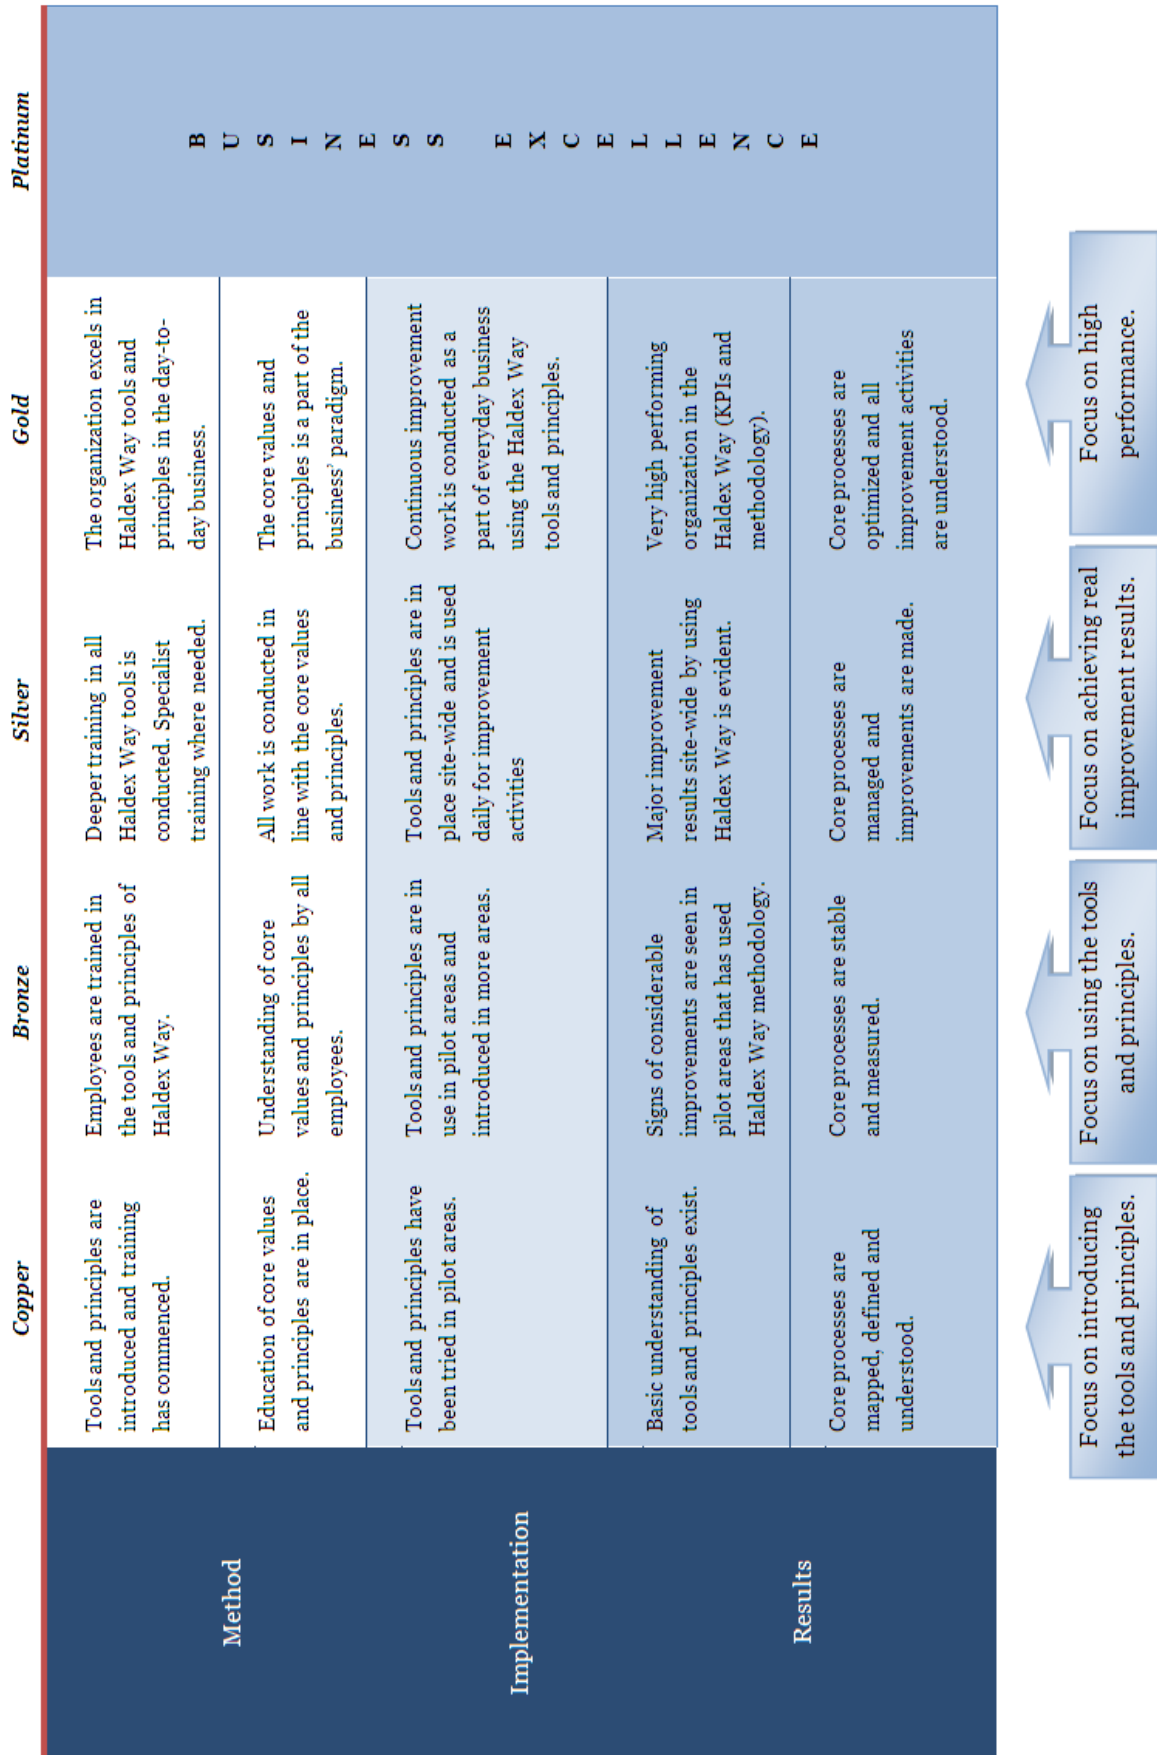 Copper
Bronze
Silver
Gold
Platinum
Method
Tools and principles are
introduced and training
has commenced.
Employees are trained in
the tools and principles of
Haldex Way.
Deeper training in all
Haldex Way tools is
conducted. Specialist
training where needed.
The organization excels in
Haldex Way tools and
principles in the day-to-
day business.
Education of core values
and principles are in place.
Understanding of core
values and principles by all
employees.
All work is conducted in
line with the core values
and principles.
The core values and
principles is a part of the
business' paradigm.
Implementation
Tools and principles have
been tried in pilot areas.
Tools and principles are in
use in pilot areas and
introduced in more areas.
Tools and principles are in
place site-wide and is used
daily for improvement
activities
Continuous improvement
work is conducted as a
part of everyday business
using the Haldex Way
tools and principles.
Results
Basic understanding of
tools and principles exist.
Signs of considerable
improvements are seen in
pilot areas that has used
Haldex Way methodology.
Major improvement
results site-wide by using
Haldex Way is evident.
Very high performing
organization in the
Haldex Way (KPIs and
methodology).
Core processes are
mapped, defined and
understood.
Core processes are stable
and measured.
Core processes are
managed and
improvements are made.
Core processes are
optimized and all
improvement activities
are understood.
B
U
S
I
N
E
S
S
E
X
C
E
L
L
E
N
C
E
Focus on introducing
the tools and principles.
Focus on using the tools
and principles.
Focus on achieving real
improvement results.
Focus on high
performance.